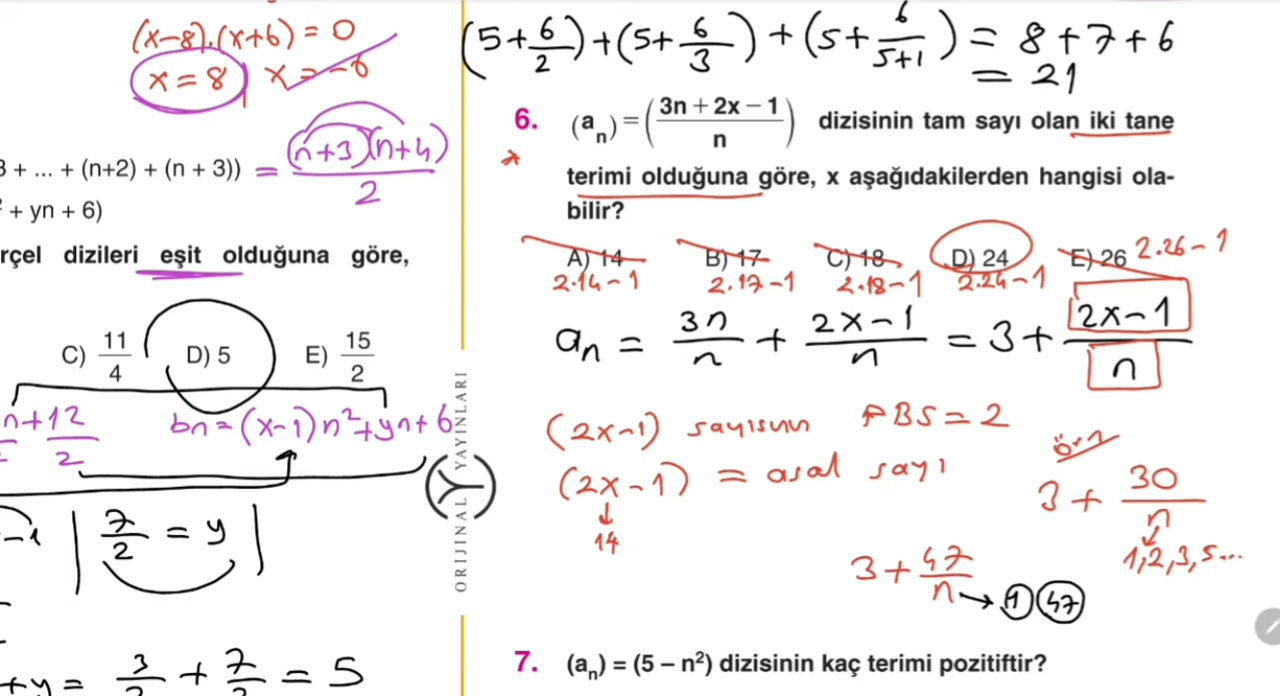 (x-8).(x+6) = 0
x = 8 | x = -6
3 + ... + (n+2) + (n + 3)) = (n+3)(n+4) / 2
+ yn + 6)
rçel dizileri eşit olduğuna göre,
C) 11/4 D) 5 E) 15/2
n+12 / 2 bn = (x-1)n²+yn+6
7/2 = y
+y = 3/2 + 7/2 = 5
ORIJINAL YAYINLARI
(5+6/2)+(5+6/3)+(5+6/5+1) = 8+7+6
= 21
6. (aₙ) = (3n + 2x – 1 / n) dizisinin tam sayı olan iki tane
terimi olduğuna göre, x aşağıdakilerden hangisi ola-
bilir?
A) 14 B) 17 C) 18 D) 24 E) 26 2.26-1
2.14-1 2.17-1 2.18-1 2.24-1
an = 3n/n + 2x-1/n = 3+ 2x-1/n
(2x-1) sayısının PBS = 2
(2x-1) = asal sayı
14
Ör/
3 + 30/n
1,2,3,5...
3+ 47/n → 1 47
7. (aₙ) = (5 – n²) dizisinin kaç terimi pozitiftir?